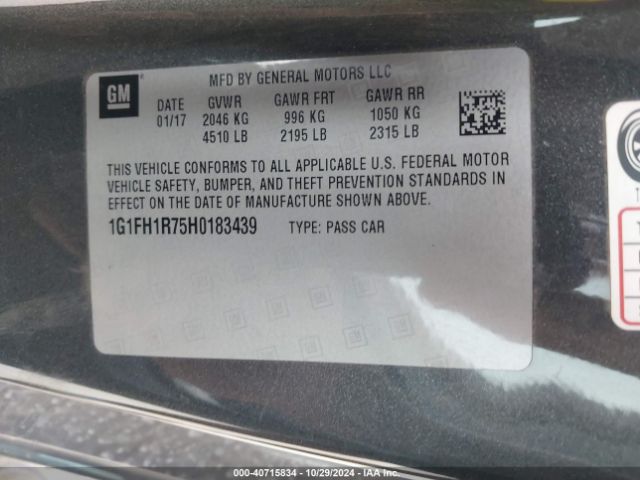 GM
MFD BY GENERAL MOTORS LLC
DATE GVWR GAWR FRT GAWR RR
01/17 2046 KG 996 KG 1050 KG
4510 LB 2195 LB 2315 LB
THIS VEHICLE CONFORMS TO ALL APPLICABLE U.S. FEDERAL MOTOR
VEHICLE SAFETY, BUMPER, AND THEFT PREVENTION STANDARDS IN
EFFECT ON THE DATE OF MANUFACTURE SHOWN ABOVE.
1G1FH1R75H0183439 TYPE: PASS CAR
000-40715834 - 10/29/2024 - IAA Inc.